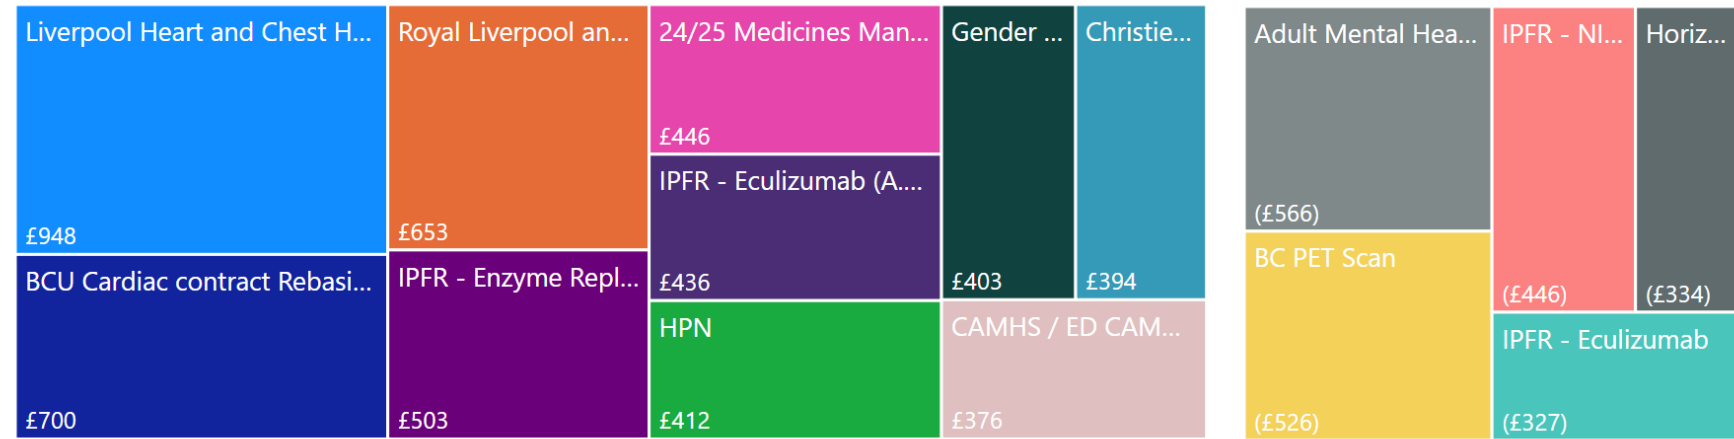 Liverpool Heart and Chest H...
£948
BCU Cardiac contract Rebasi...
£700
Royal Liverpool an...
£653
IPFR - Enzyme Repl...
£503
24/25 Medicines Man...
£446
IPFR - Eculizumab (A....
£436
HPN
£412
Gender ...
£403
Christie...
£394
CAMHS / ED CAM...
£376
Adult Mental Hea...
(£566)
BC PET Scan
(£526)
IPFR - NI...
(£446)
Horiz...
(£334)
IPFR - Eculizumab
(£327)